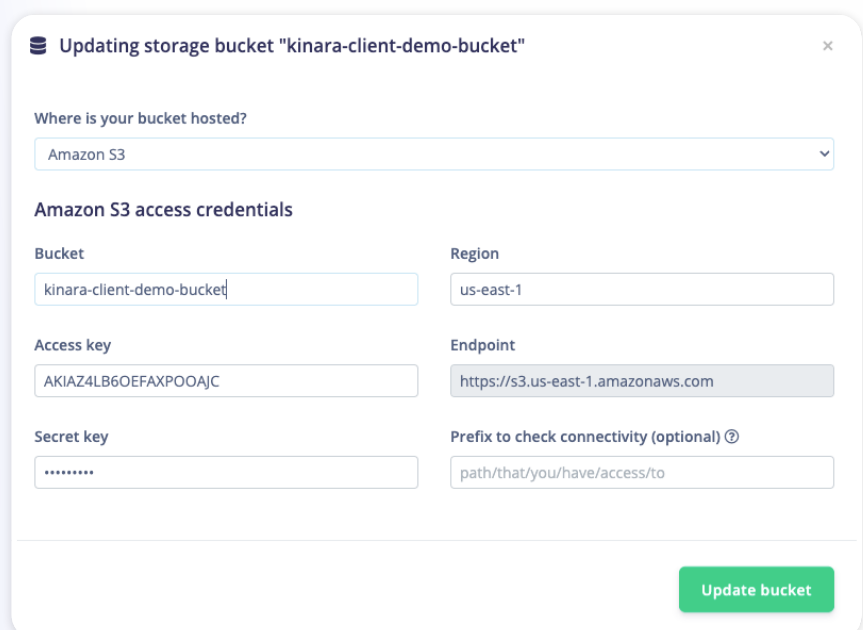 Updating storage bucket "kinara-client-demo-bucket"
×
Where is your bucket hosted?
Amazon S3
Amazon S3 access credentials
Bucket
Region
kinara-client-demo-bucket
us-east-1
Access key
Endpoint
AKIAZ4LB6OEFAXPOOAJC
https://s3.us-east-1.amazonaws.com
Secret key
Prefix to check connectivity (optional) ?
•••••••••
path/that/you/have/access/to
Update bucket